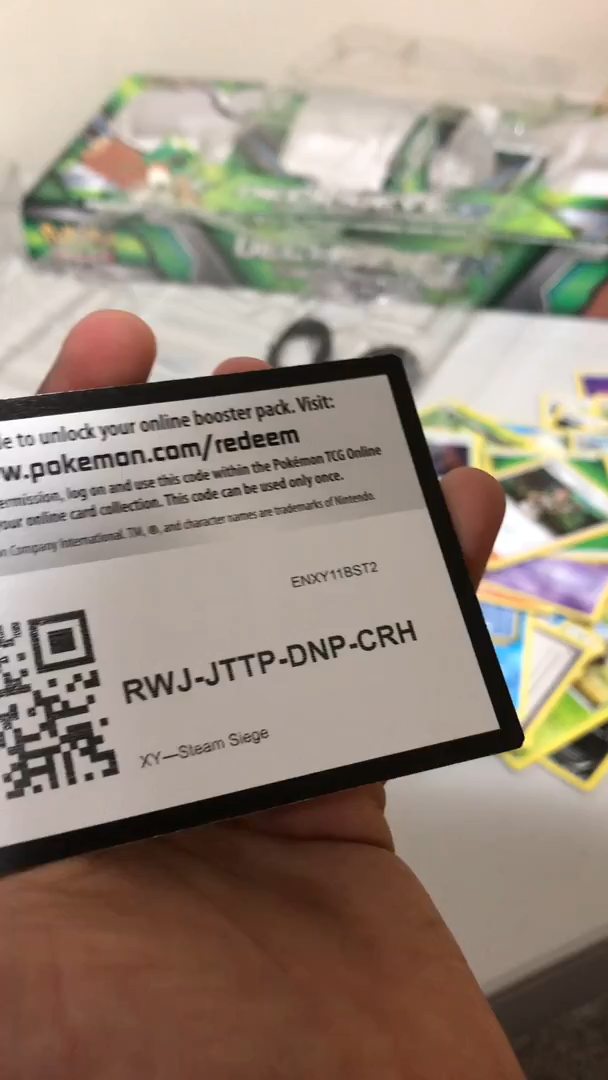 de to unlock your online booster pack. Visit:
w.pokemon.com/redeem
ermission, log on and use this code within the Pokémon TCG Online
your online card collection. This code can be used only once.
n Company International. TM, ®, and character names are trademarks of Nintendo.
ENXY11BST2
RWJ-JTTP-DNP-CRH
XY—Steam Siege